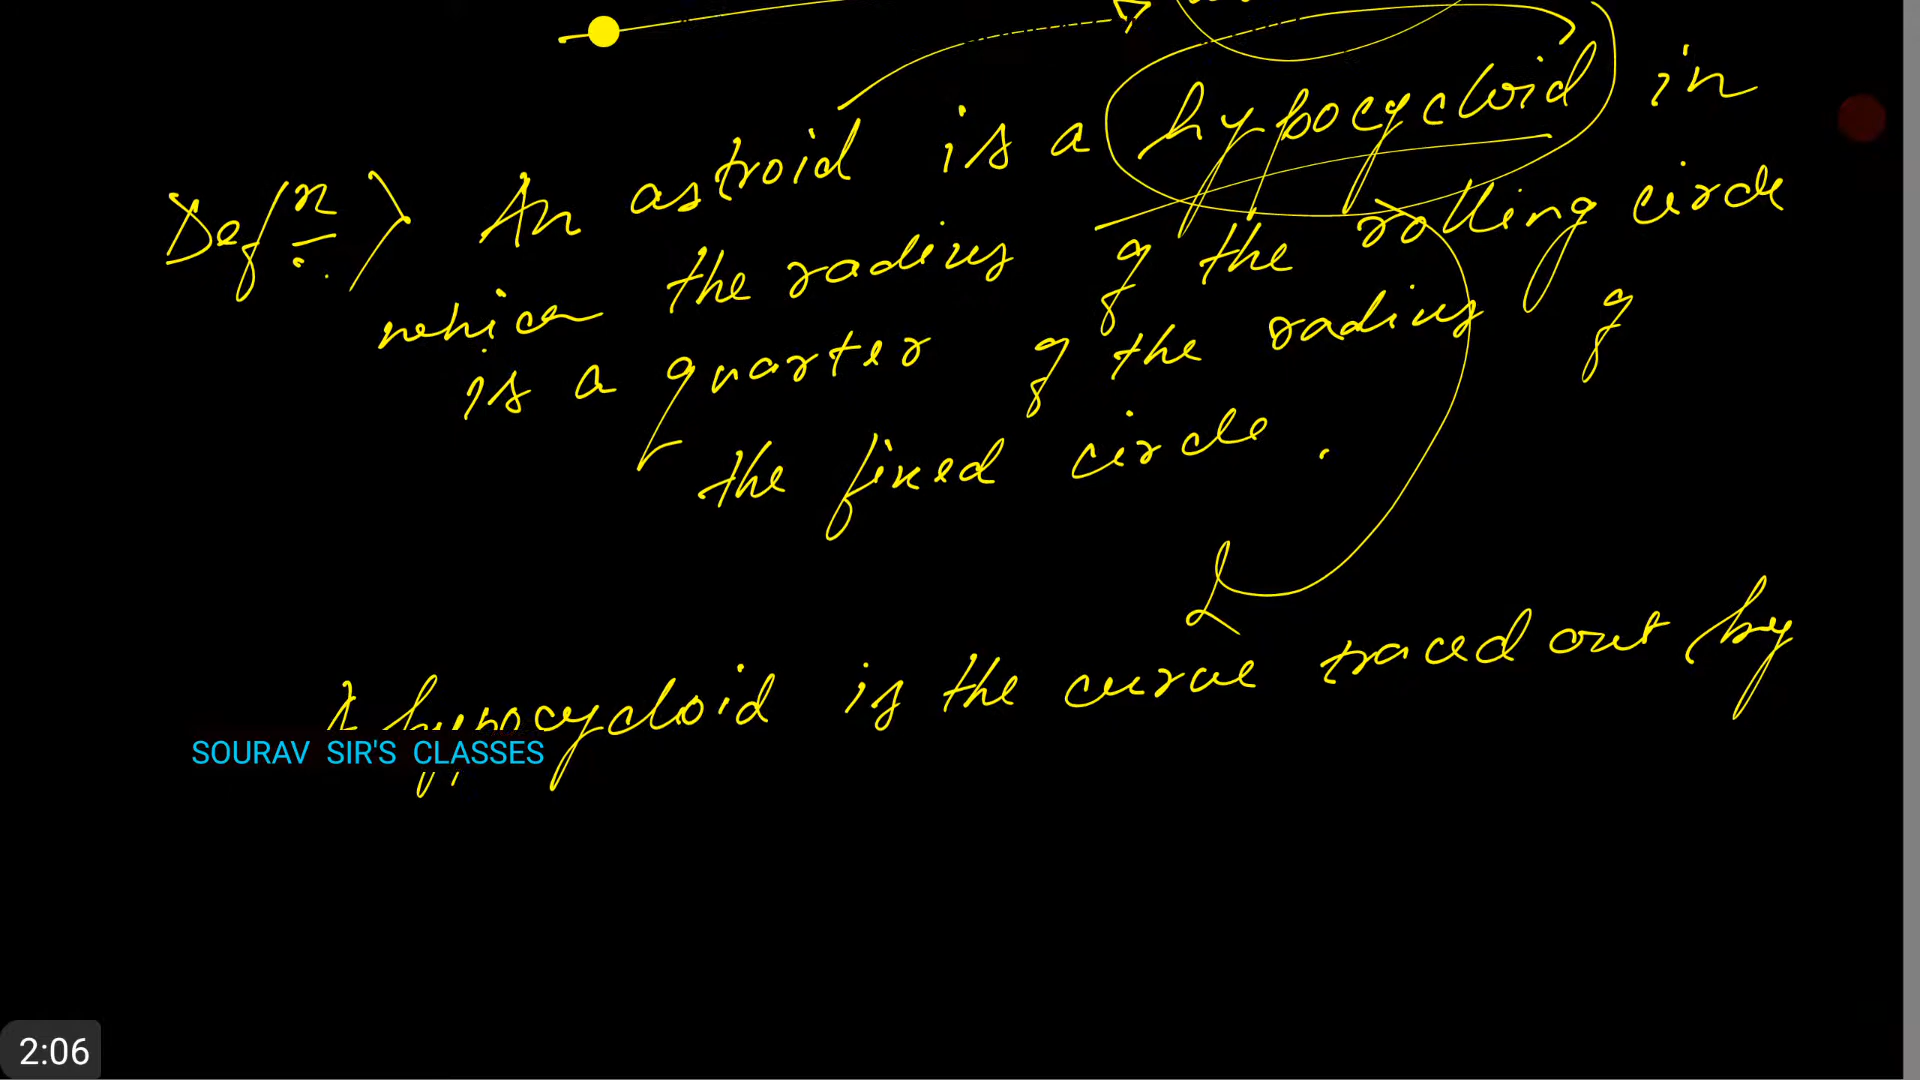 Defn: > An astroid is a hypocycloid in
which the radius of the rolling circle
is a quarter of the radius of
the fixed circle.
A hypocycloid is the curve traced out by
SOURAV SIR'S CLASSES
2:06